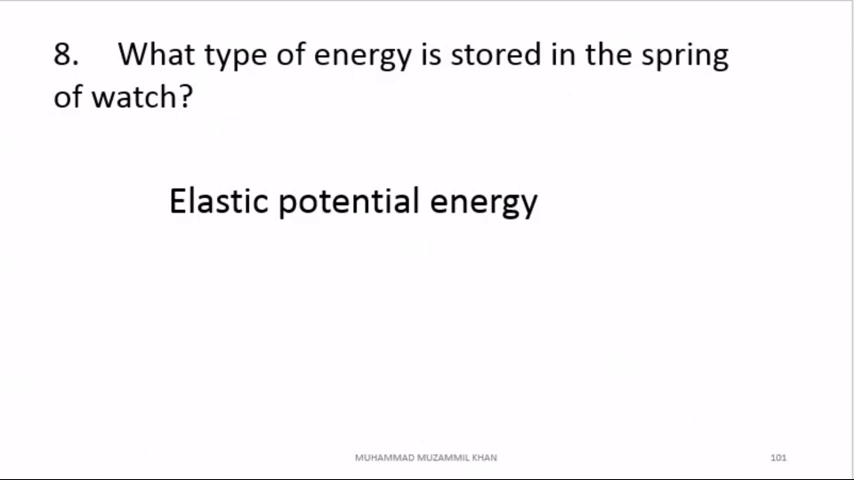 8. What type of energy is stored in the spring
of watch?
Elastic potential energy
MUHAMMAD MUZAMMIL KHAN
101